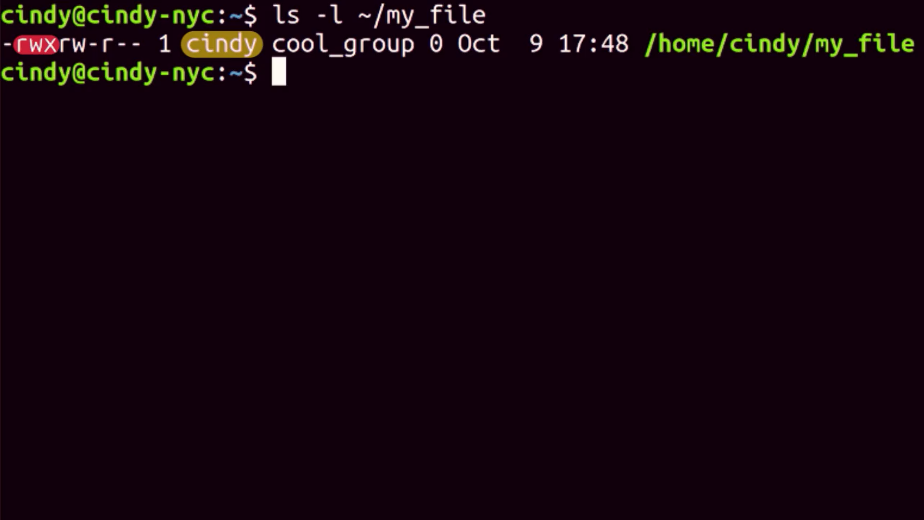 cindy@cindy-nyc:~$ ls -l ~/my_file
-rwxrw-r-- 1 cindy cool_group 0 Oct  9 17:48 /home/cindy/my_file
cindy@cindy-nyc:~$